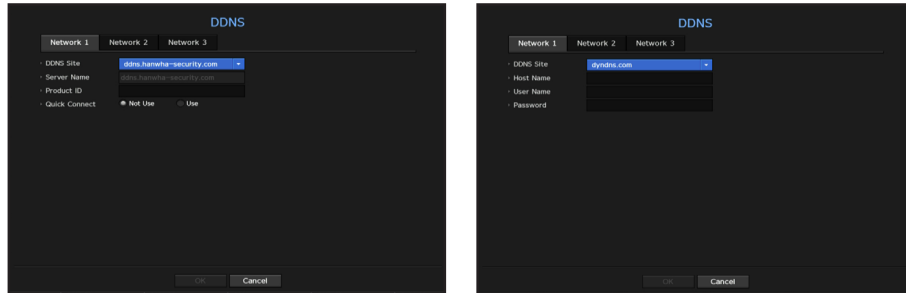 DDNS
Network 1 Network 2 Network 3
DDNS Site ddns.hanwha-security.com
Server Name ddns.hanwha-security.com
Product ID
Quick Connect Not Use Use
OK Cancel
DDNS
Network 1 Network 2 Network 3
DDNS Site dyndns.com
Host Name
User Name
Password
OK Cancel